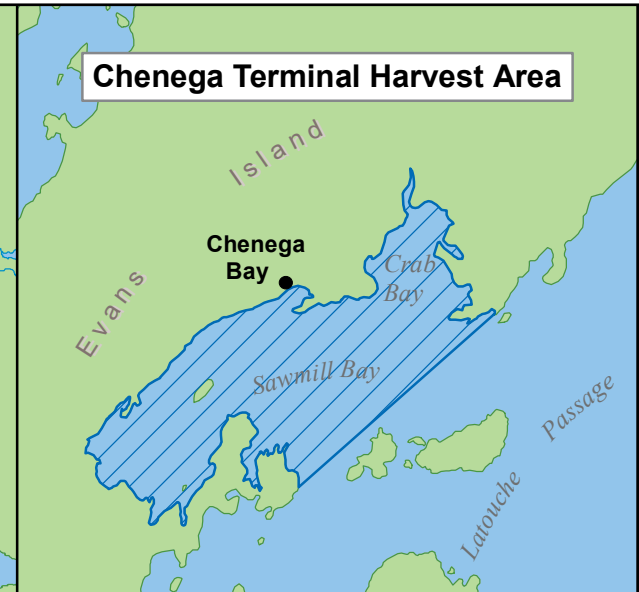 Chenega Terminal Harvest Area
Island
Evans
Chenega
Bay
Crab
Bay
Sawmill Bay
Latouche Passage